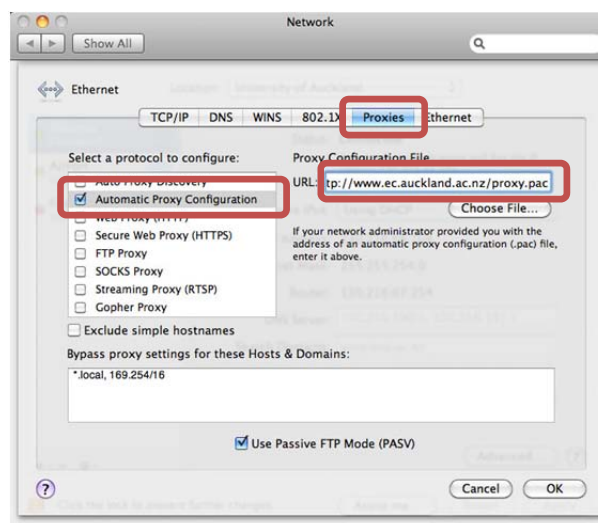 Network
Show All
Ethernet
TCP/IP DNS WINS 802.1X Proxies Ethernet
Select a protocol to configure:
Auto Proxy Discovery
Automatic Proxy Configuration
Web Proxy (HTTP)
Secure Web Proxy (HTTPS)
FTP Proxy
SOCKS Proxy
Streaming Proxy (RTSP)
Gopher Proxy
Exclude simple hostnames
Proxy Configuration File
URL: tp://www.ec.auckland.ac.nz/proxy.pac
Choose File...
If your network administrator provided you with the
address of an automatic proxy configuration (.pac) file,
enter it above.
Bypass proxy settings for these Hosts & Domains:
*.local, 169.254/16
Use Passive FTP Mode (PASV)
?
Cancel OK